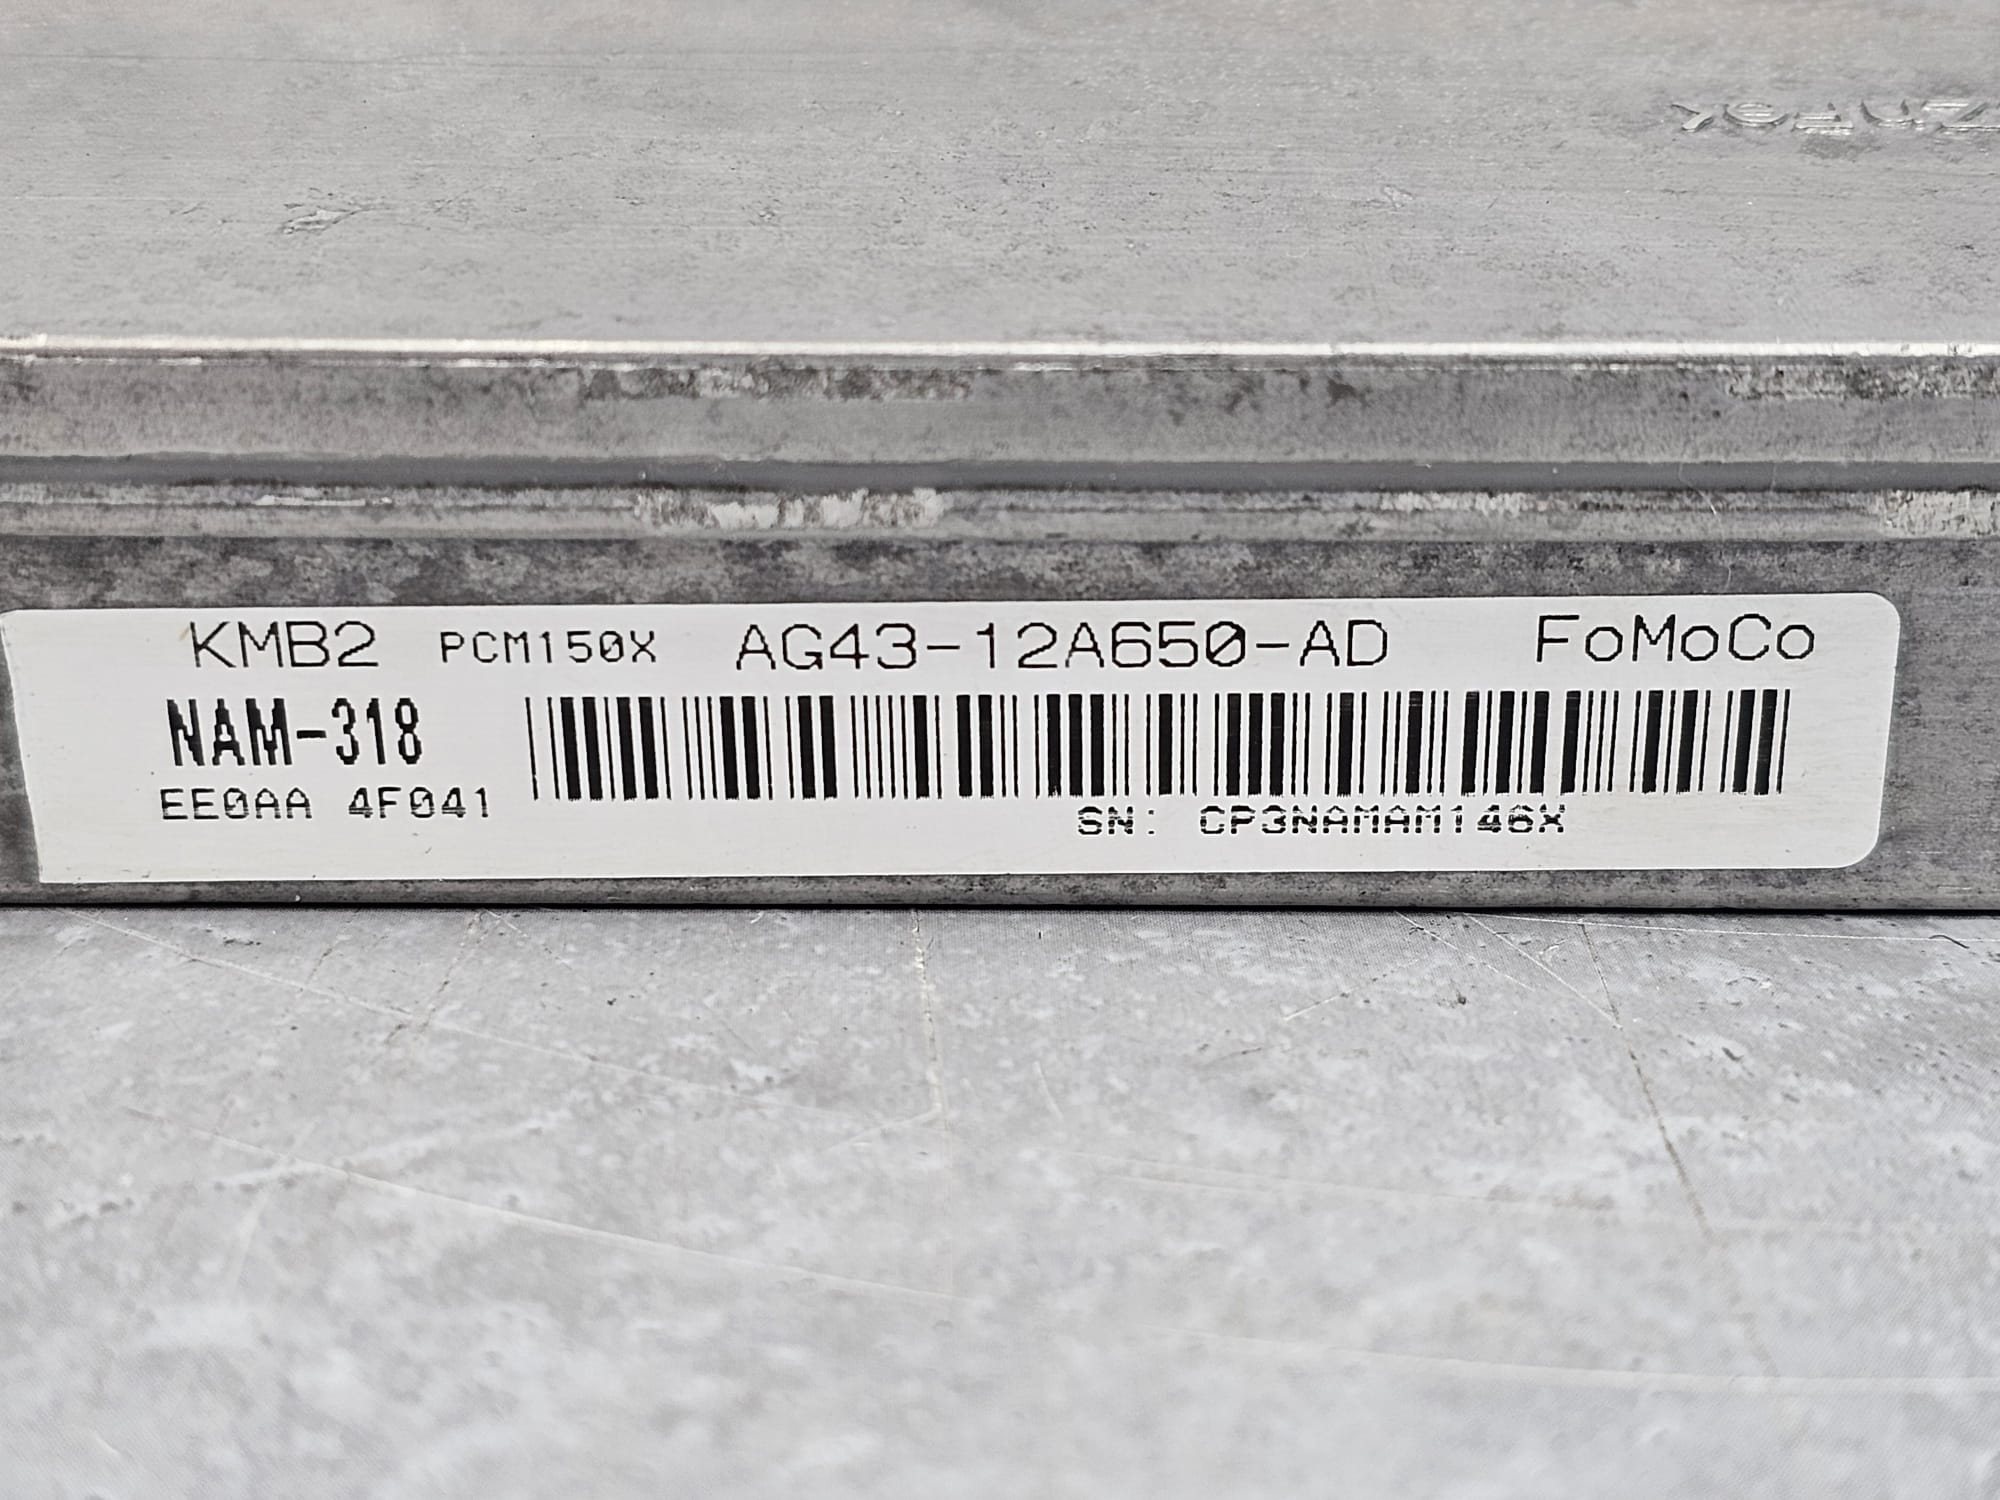 KMB2 PCM150X AG43-12A650-AD FoMoCo
NAM-318
EE0AA 4F041
SN: CP3NAMAM146X